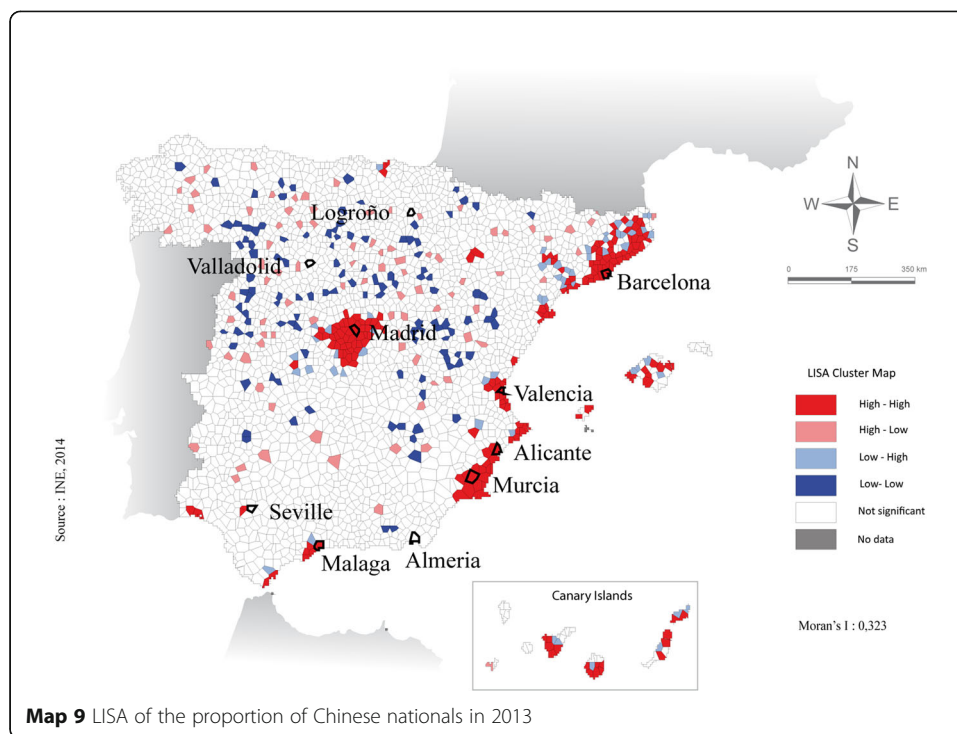 N
W E
S
0 175 350 km
Logroño
Valladolid
Barcelona
Madrid
Valencia
Alicante
Murcia
Seville
Malaga
Almeria
LISA Cluster Map
High - High
High - Low
Low - High
Low- Low
Not significant
No data
Source : INE, 2014
Canary Islands
Moran's I : 0,323
Map 9 LISA of the proportion of Chinese nationals in 2013